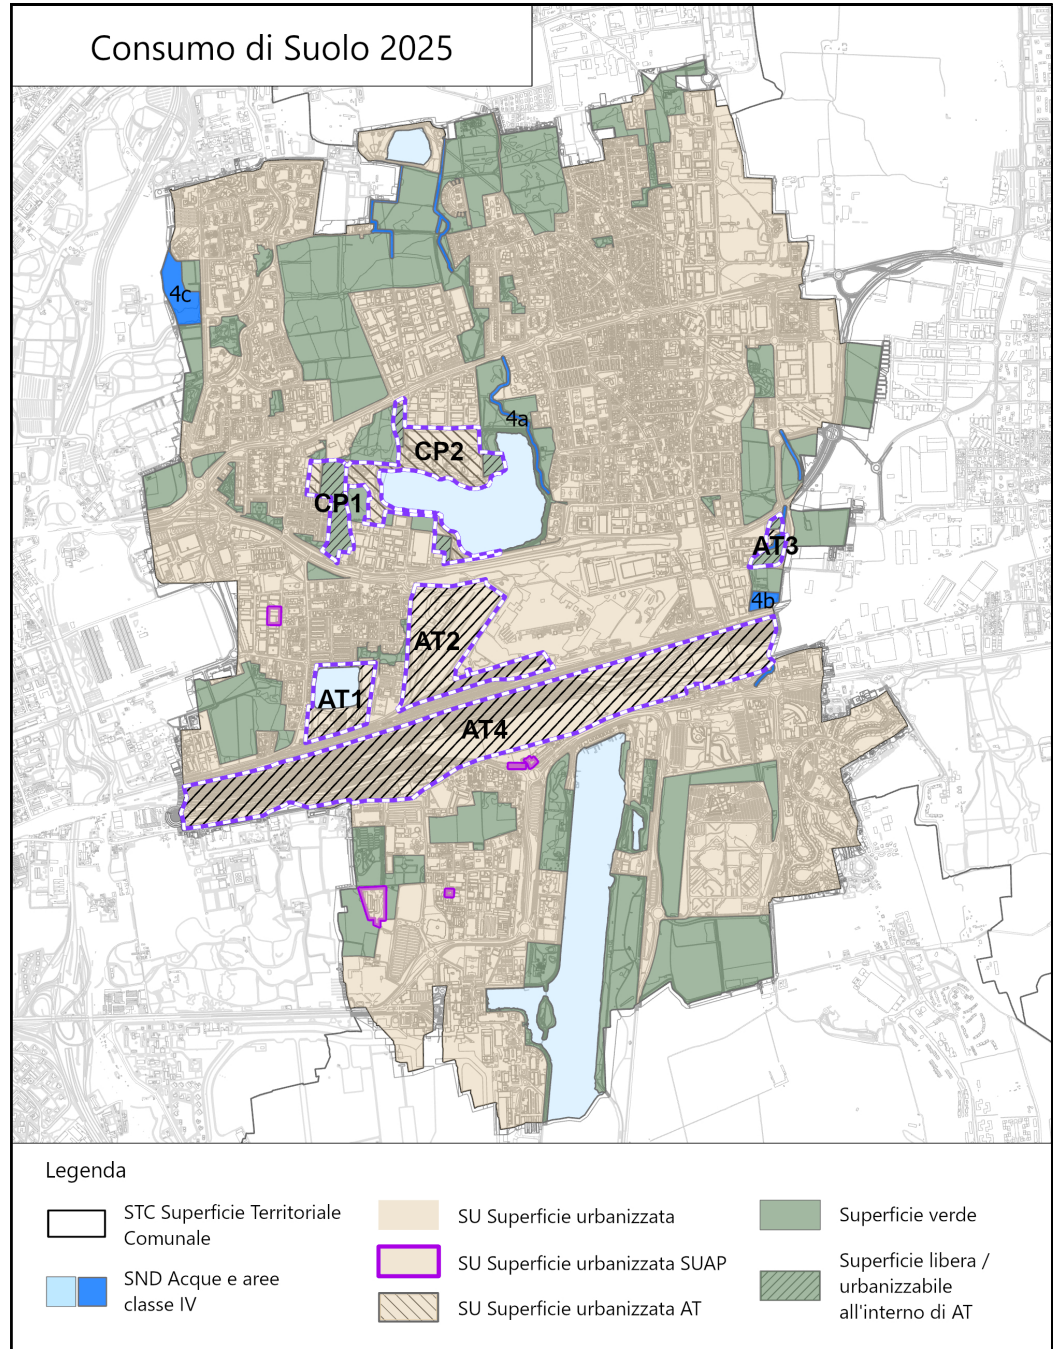 Consumo di Suolo 2025
4c
4a
CP2
CP1
AT3
4b
AT2
AT1
AT4
Legenda
STC Superficie Territoriale
Comunale
SND Acque e aree
classe IV
SU Superficie urbanizzata
SU Superficie urbanizzata SUAP
SU Superficie urbanizzata AT
Superficie verde
Superficie libera /
urbanizzabile
all'interno di AT